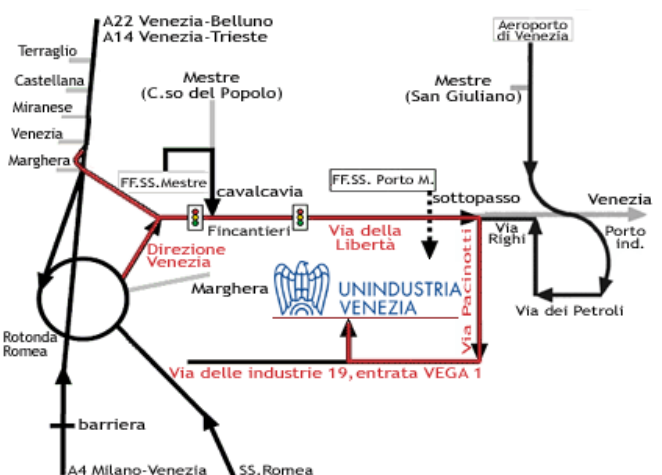 A22 Venezia-Belluno
A14 Venezia-Trieste
Aeroporto
di Venezia
Terraglio
Castellana
Miranese
Venezia
Marghera
Mestre
(C.so del Popolo)
Mestre
(San Giuliano)
FF.SS.Mestre
FF.SS. Porto M.
cavalcavia
sottopasso
Venezia
Fincantieri
Via della
Libertà
Via
Righi
Porto
ind.
Direzione
Venezia
Marghera
UNINDUSTRIA
VENEZIA
Via Pacinotti
Via dei Petroli
Rotonda
Romea
Via delle industrie 19,entrata VEGA 1
barriera
A4 Milano-Venezia
SS.Romea